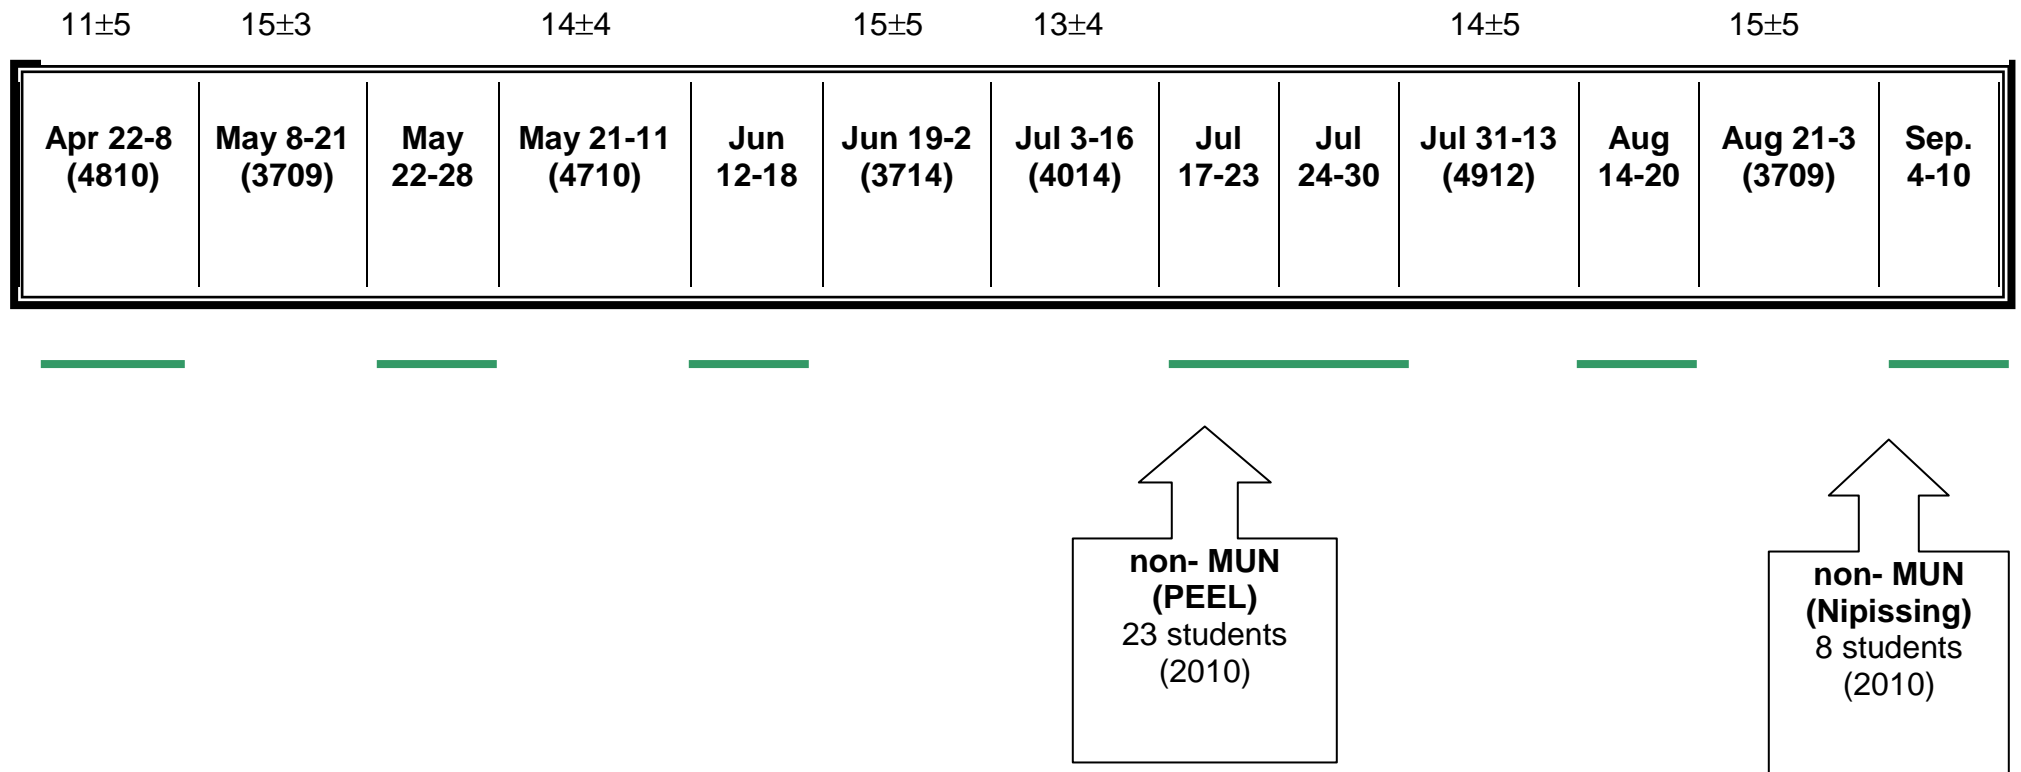 11±5 15±3 14±4 15±5 13±4 14±5 15±5
Apr 22-8 May 8-21 May May 21-11 Jun Jun 19-2 Jul 3-16 Jul Jul Jul 31-13 Aug Aug 21-3 Sep.
(4810) (3709) 22-28 (4710) 12-18 (3714) (4014) 17-23 24-30 (4912) 14-20 (3709) 4-10
non- MUN
(PEEL)
23 students
(2010)
non- MUN
(Nipissing)
8 students
(2010)